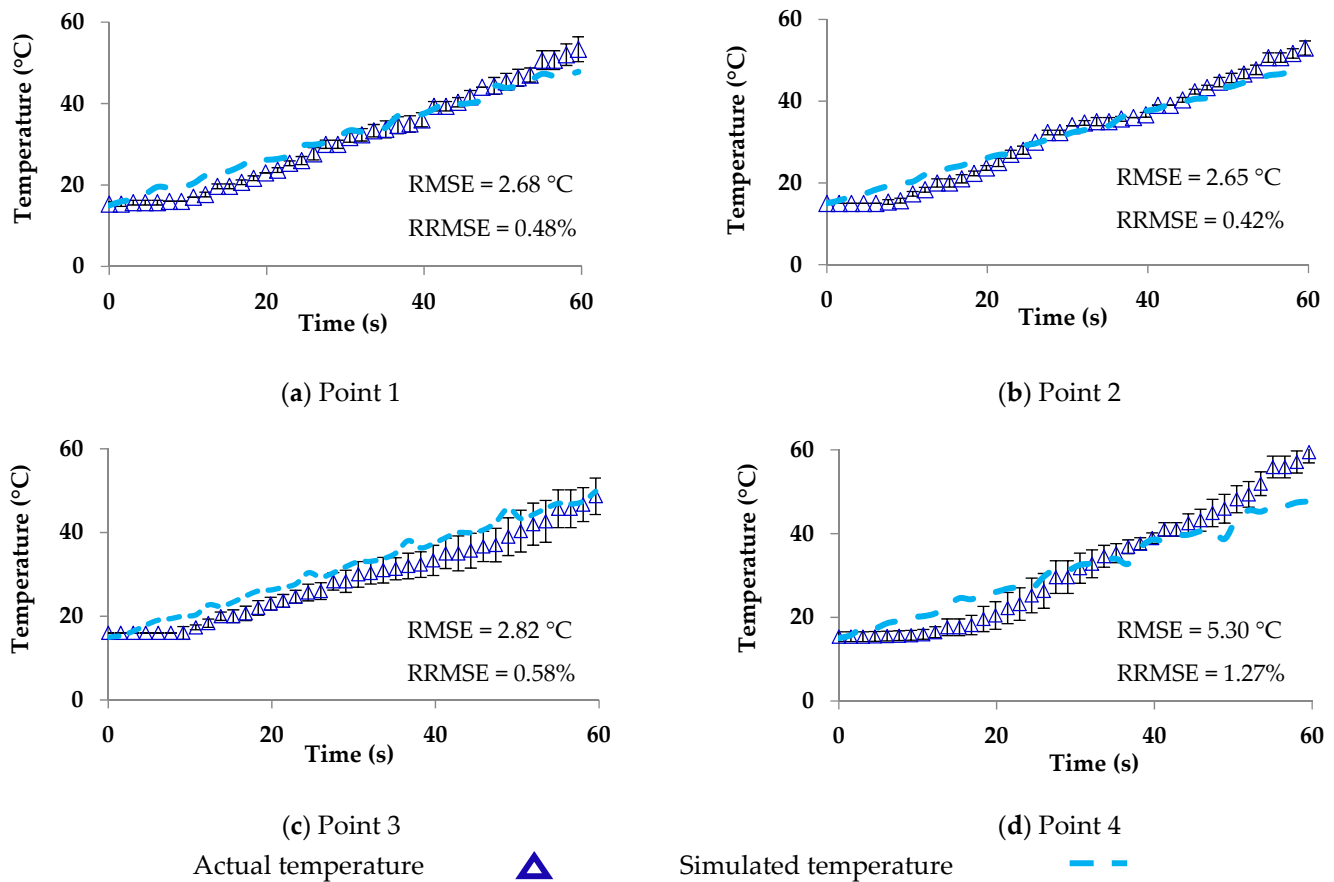 Temperature (°C)
60
40
20
0
0 20 40 60
Time (s)
RMSE = 2.68 °C
RRMSE = 0.48%
(a) Point 1
Temperature (°C)
60
40
20
0
0 20 40 60
Time (s)
RMSE = 2.65 °C
RRMSE = 0.42%
(b) Point 2
Temperature (°C)
60
40
20
0
0 20 40 60
Time (s)
RMSE = 2.82 °C
RRMSE = 0.58%
(c) Point 3
Temperature (°C)
60
40
20
0
0 20 40 60
Time (s)
RMSE = 5.30 °C
RRMSE = 1.27%
(d) Point 4
Actual temperature Simulated temperature